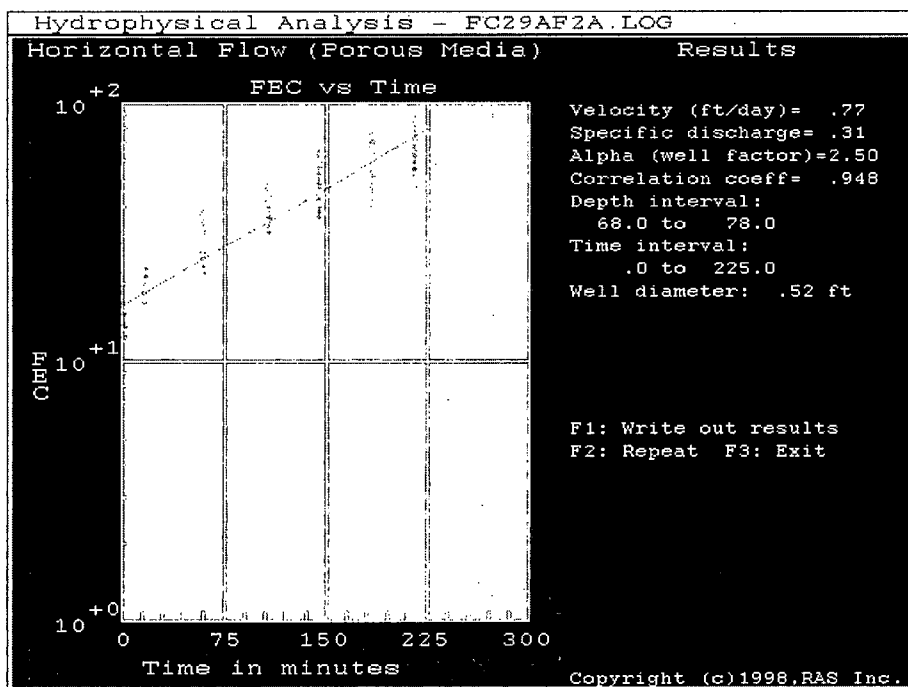 Hydrophysical Analysis - FC29AF2A.LOG
Horizontal Flow (Porous Media)
Results
FEC vs Time
10+2
10+1
10+0
FEC
0 75 150 225 300
Time in minutes
Velocity (ft/day)= .77
Specific discharge= .31
Alpha (well factor)=2.50
Correlation coeff= .948
Depth interval:
68.0 to 78.0
Time interval:
.0 to 225.0
Well diameter: .52 ft
F1: Write out results
F2: Repeat F3: Exit
Copyright (c)1998,RAS Inc.